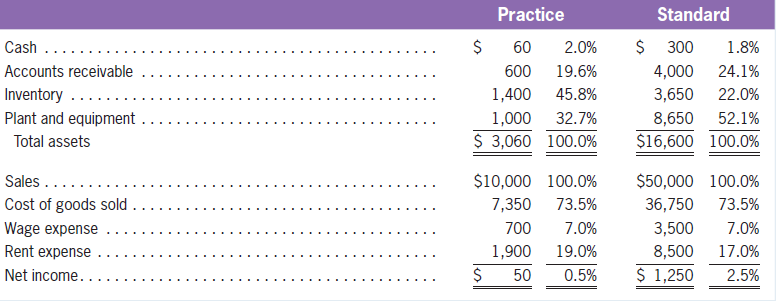 Practice Standard
Cash . . . . . . . . . . . . . . . . . . . . . . . . . . . . . . . . . . . . . . . . . . . . . $ 60 2.0% $ 300 1.8%
Accounts receivable . . . . . . . . . . . . . . . . . . . . . . . . . . . . . . . . . 600 19.6% 4,000 24.1%
Inventory . . . . . . . . . . . . . . . . . . . . . . . . . . . . . . . . . . . . . . . . . 1,400 45.8% 3,650 22.0%
Plant and equipment . . . . . . . . . . . . . . . . . . . . . . . . . . . . . . . . . 1,000 32.7% 8,650 52.1%
Total assets $ 3,060 100.0% $16,600 100.0%
Sales . . . . . . . . . . . . . . . . . . . . . . . . . . . . . . . . . . . . . . . . . . . . . $10,000 100.0% $50,000 100.0%
Cost of goods sold . . . . . . . . . . . . . . . . . . . . . . . . . . . . . . . . . . 7,350 73.5% 36,750 73.5%
Wage expense . . . . . . . . . . . . . . . . . . . . . . . . . . . . . . . . . . . . . 700 7.0% 3,500 7.0%
Rent expense . . . . . . . . . . . . . . . . . . . . . . . . . . . . . . . . . . . . . . 1,900 19.0% 8,500 17.0%
Net income. . . . . . . . . . . . . . . . . . . . . . . . . . . . . . . . . . . . . . . . $ 50 0.5% $ 1,250 2.5%